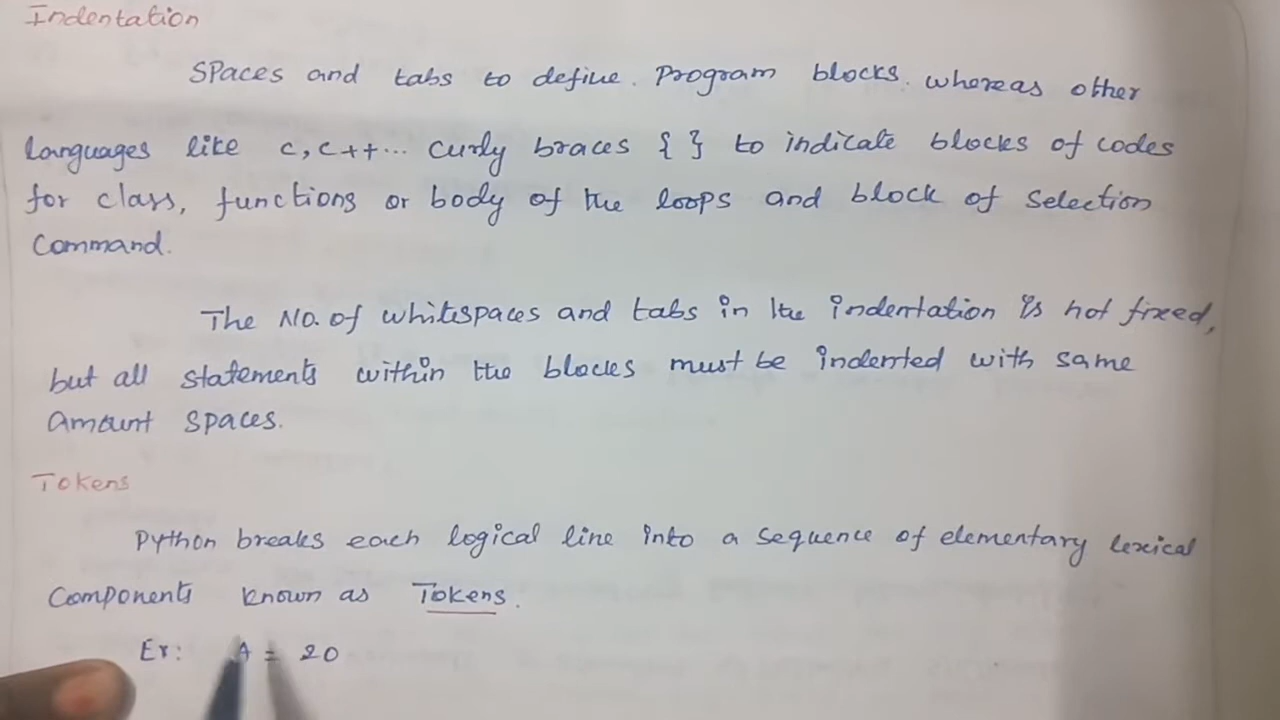 Indentation
Spaces and tabs to define. Program blocks. whereas other
languages like c, c++... curly braces { } to indicate blocks of codes
for class, functions or body of the loops and block of selection
Command.
The No. of whitespaces and tabs in the indentation is not fixed,
but all statements within the blocks must be indented with same
amount spaces.
Tokens
Python breaks each logical line into a sequence of elementary lexical
Components known as Tokens.
Ex: A = 20